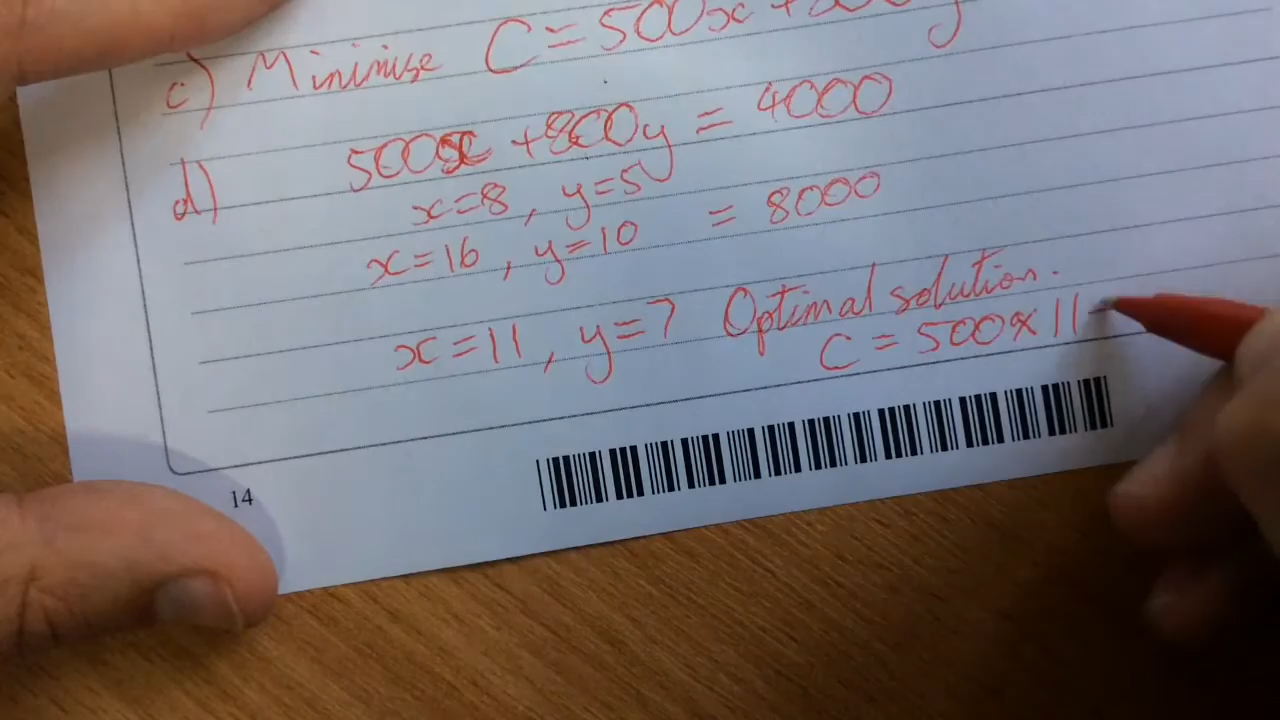 c) Minimise C = 500x +
d) 500x + 800y = 4000
x = 8, y = 5
x = 16, y = 10 = 8000
x = 11, y = 7 Optimal solution.
C = 500 × 11
14